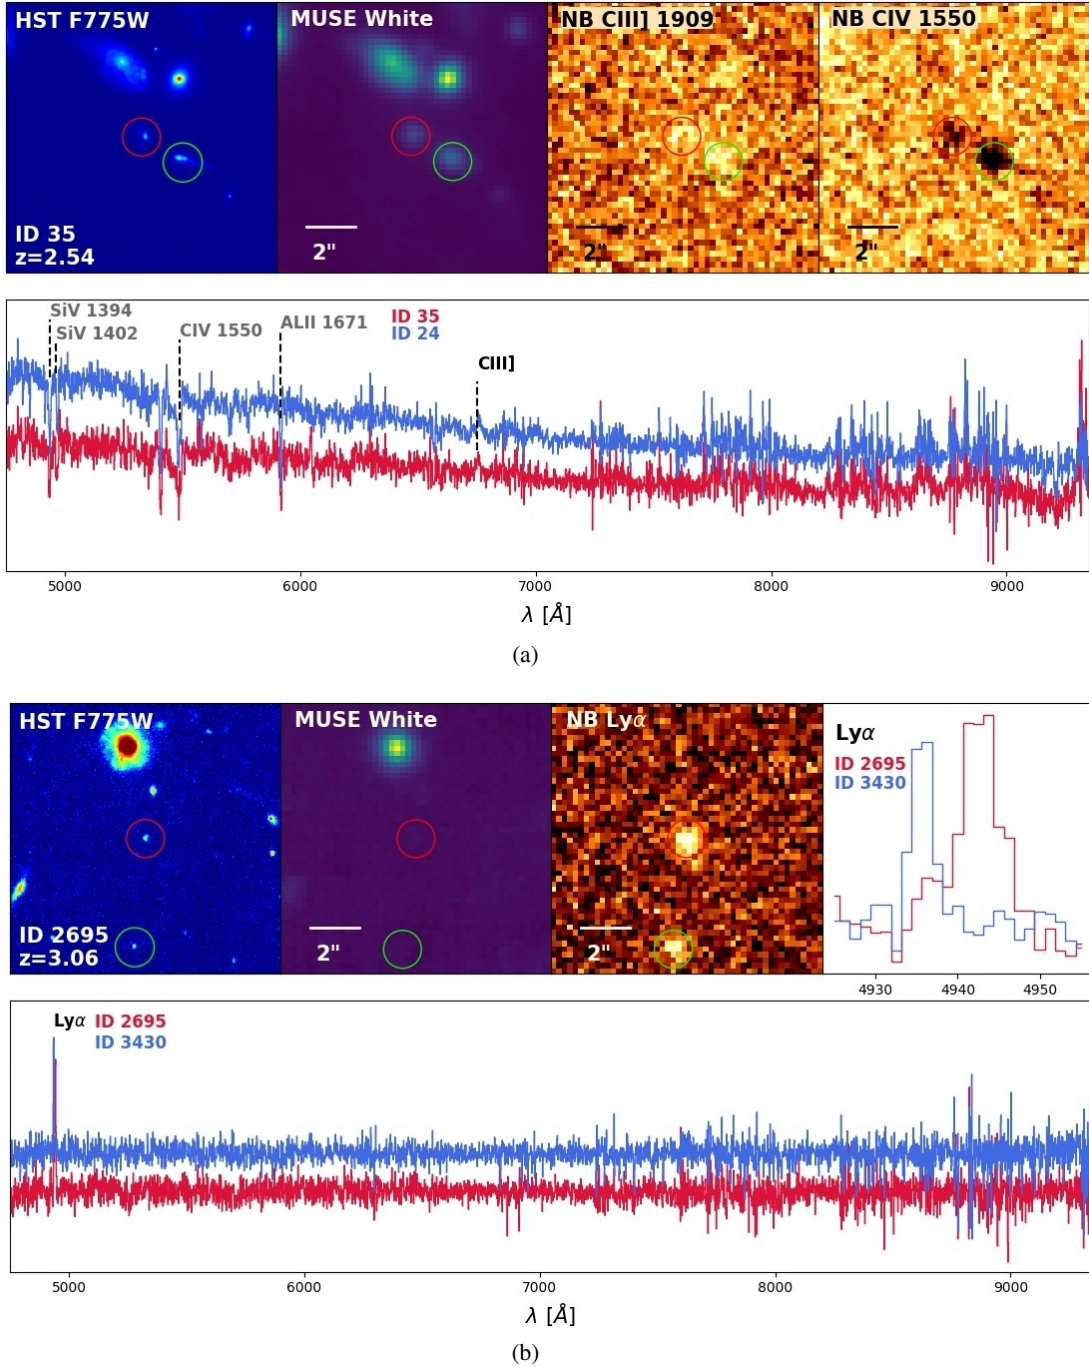 HST F775W
MUSE White
NB CIII] 1909
NB CIV 1550
ID 35
z=2.54
2"
2"
2"
SiV 1394
SiV 1402
CIV 1550
ALII 1671
ID 35
ID 24
CIII]
5000
6000
7000
8000
9000
λ [Å]
(a)
HST F775W
MUSE White
NB Lyα
Lyα
ID 2695
ID 3430
ID 2695
z=3.06
2"
2"
4930
4940
4950
Lyα
ID 2695
ID 3430
5000
6000
7000
8000
9000
λ [Å]
(b)